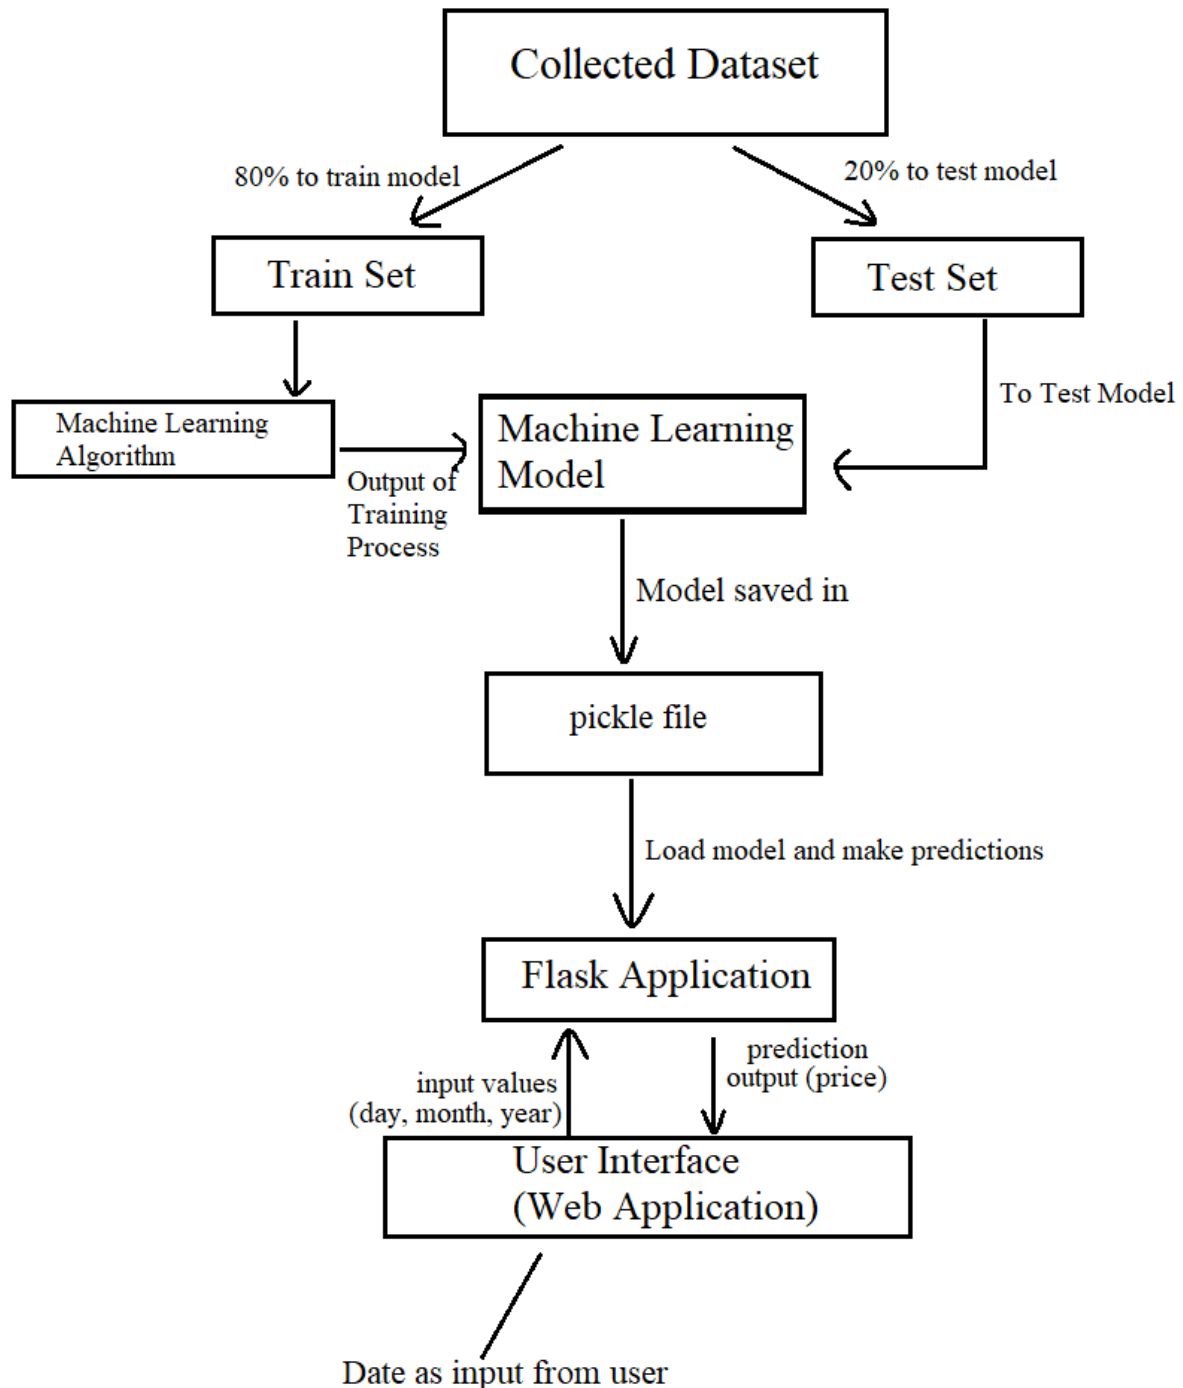 Collected Dataset
80% to train model
20% to test model
Train Set
Test Set
To Test Model
Machine Learning
Algorithm
Output of
Training
Process
Machine Learning
Model
Model saved in
pickle file
Load model and make predictions
Flask Application
input values
(day, month, year)
prediction
output (price)
User Interface
(Web Application)
Date as input from user